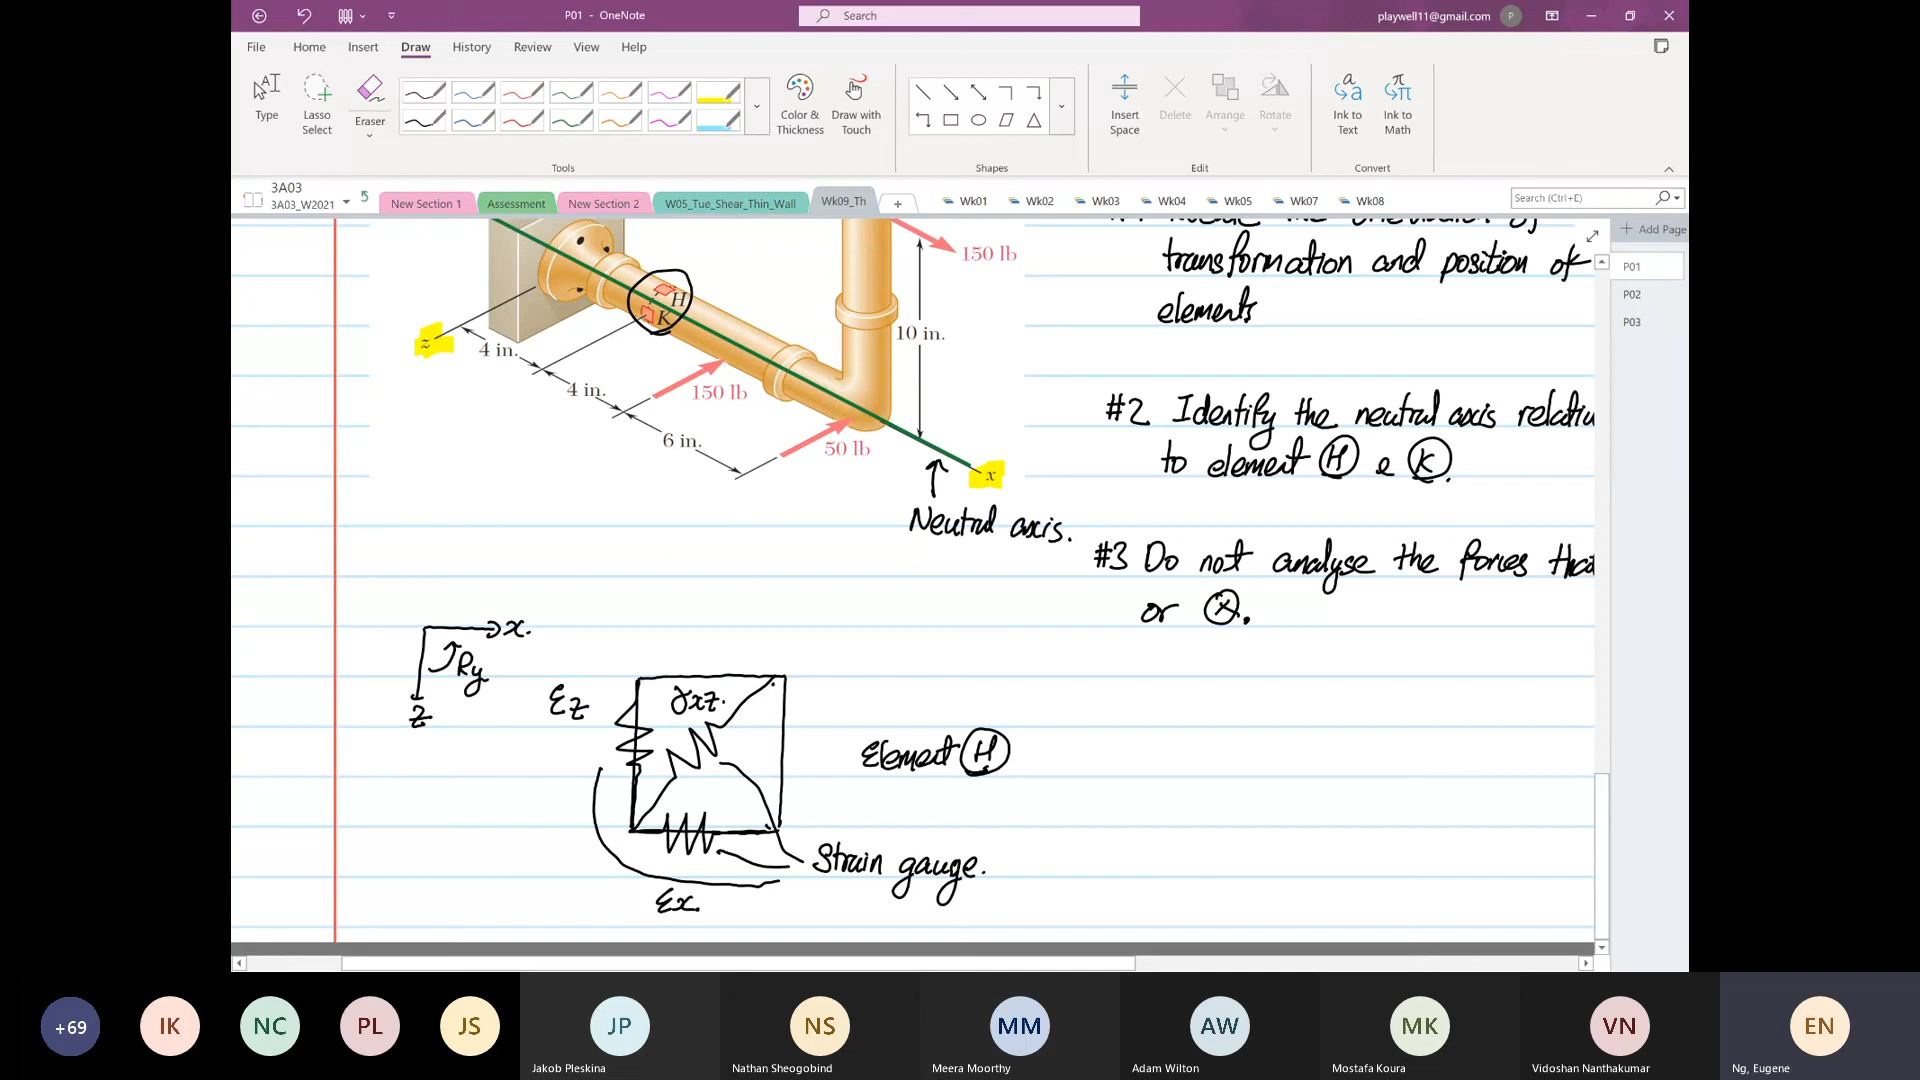 P01 - OneNote
Search
playwell11@gmail.com
P
File Home Insert Draw History Review View Help
Type
Lasso Select
Eraser
Color & Thickness
Draw with Touch
Insert Space
Delete
Arrange
Rotate
Ink to Text
Ink to Math
Tools
Shapes
Edit
Convert
3A03
3A03_W2021
New Section 1
Assessment
New Section 2
W05_Tue_Shear_Thin_Wall
Wk09_Th
+
Wk01
Wk02
Wk03
Wk04
Wk05
Wk07
Wk08
Search (Ctrl+E)
Add Page
P01
P02
P03
150 lb
10 in.
H
K
z
4 in.
4 in.
150 lb
6 in.
50 lb
x
Neutral axis.
transformation and position of
elements
#2 Identify the neutral axis
to element H & K.
#3 Do not analyse the forces
or X.
x.
Ry
z
εz
γxz.
Element H
Strain gauge.
εx.
+69
IK
NC
PL
JS
JP
Jakob Pleskina
NS
Nathan Sheogobind
MM
Meera Moorthy
AW
Adam Wilton
MK
Mostafa Koura
VN
Vidoshan Nanthakumar
EN
Ng, Eugene